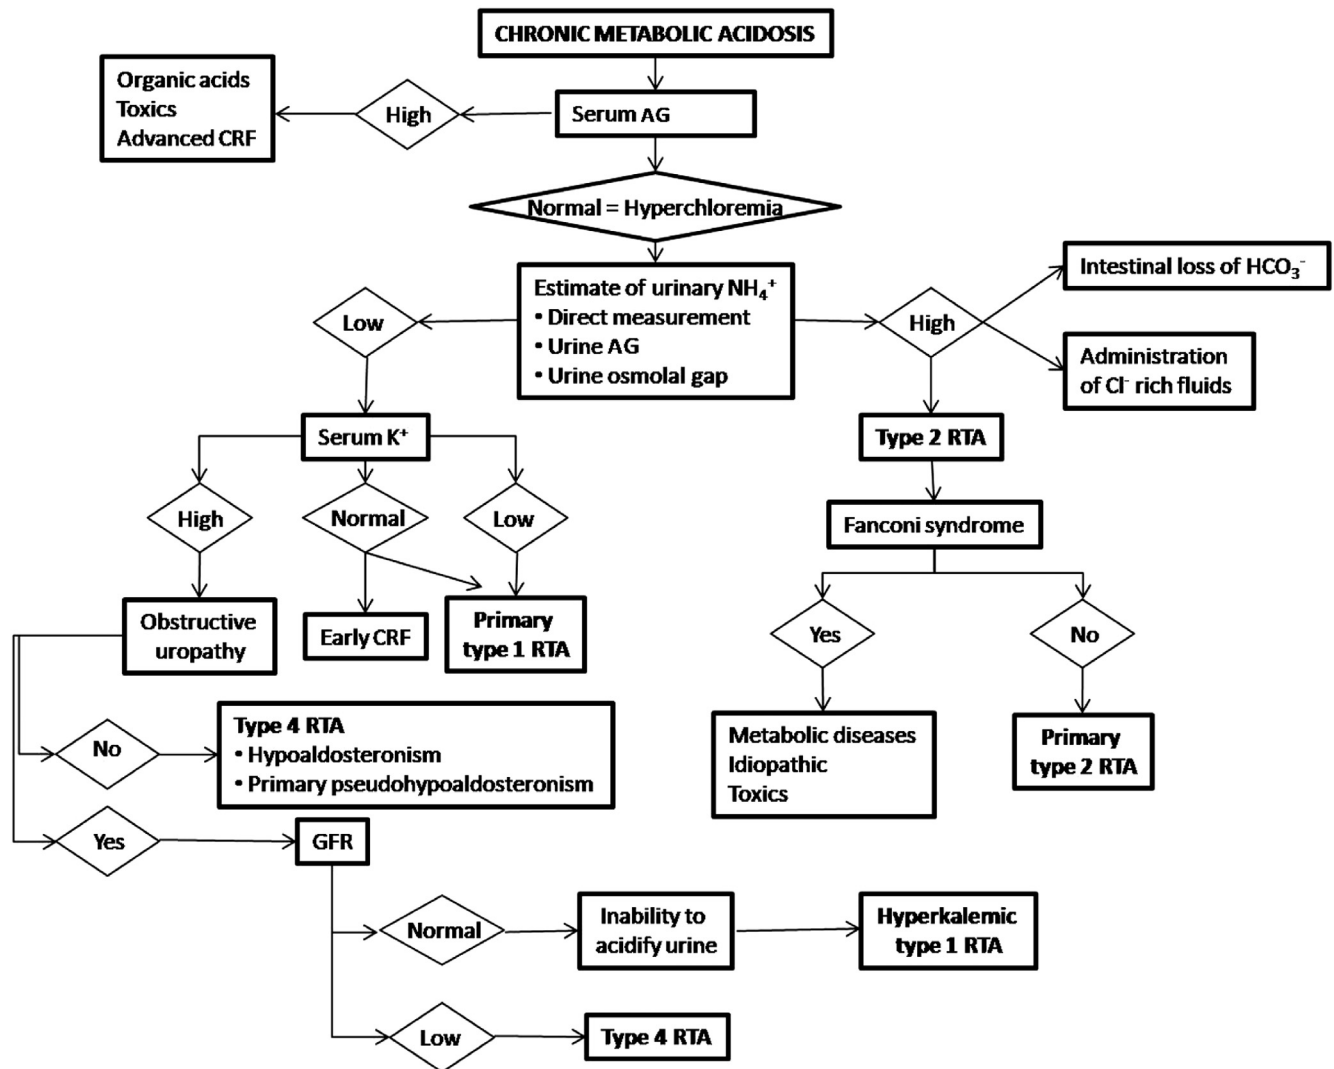 CHRONIC METABOLIC ACIDOSIS
Organic acids
Toxics
Advanced CRF
High
Serum AG
Normal = Hyperchloremia
Estimate of urinary NH₄⁺
• Direct measurement
• Urine AG
• Urine osmolal gap
Low
High
Intestinal loss of HCO₃⁻
Administration
of Cl⁻ rich fluids
Serum K⁺
Type 2 RTA
High
Normal
Low
Fanconi syndrome
Obstructive
uropathy
Early CRF
Primary
type 1 RTA
Yes
No
No
Type 4 RTA
• Hypoaldosteronism
• Primary pseudohypoaldosteronism
Metabolic diseases
Idiopathic
Toxics
Primary
type 2 RTA
Yes
GFR
Normal
Inability to
acidify urine
Hyperkalemic
type 1 RTA
Low
Type 4 RTA